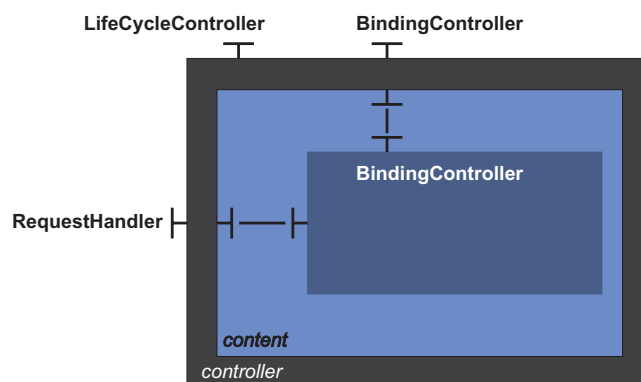 LifeCycleController
BindingController
BindingController
RequestHandler
content
controller